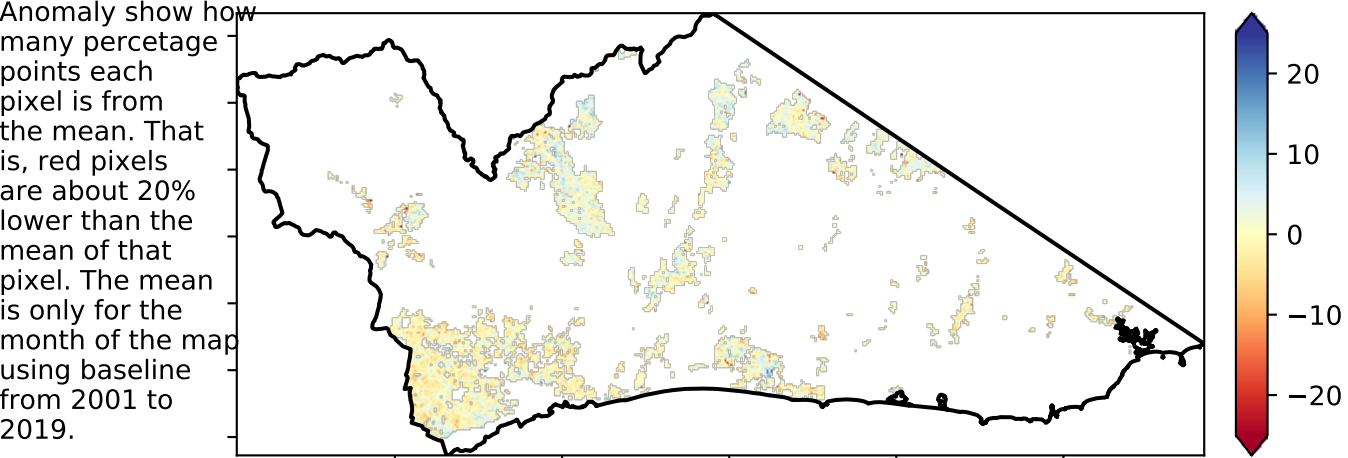 Anomaly show how
many percetage
points each
pixel is from
the mean. That
is, red pixels
are about 20%
lower than the
mean of that
pixel. The mean
is only for the
month of the map
using baseline
from 2001 to
2019.
20
10
0
−10
−20